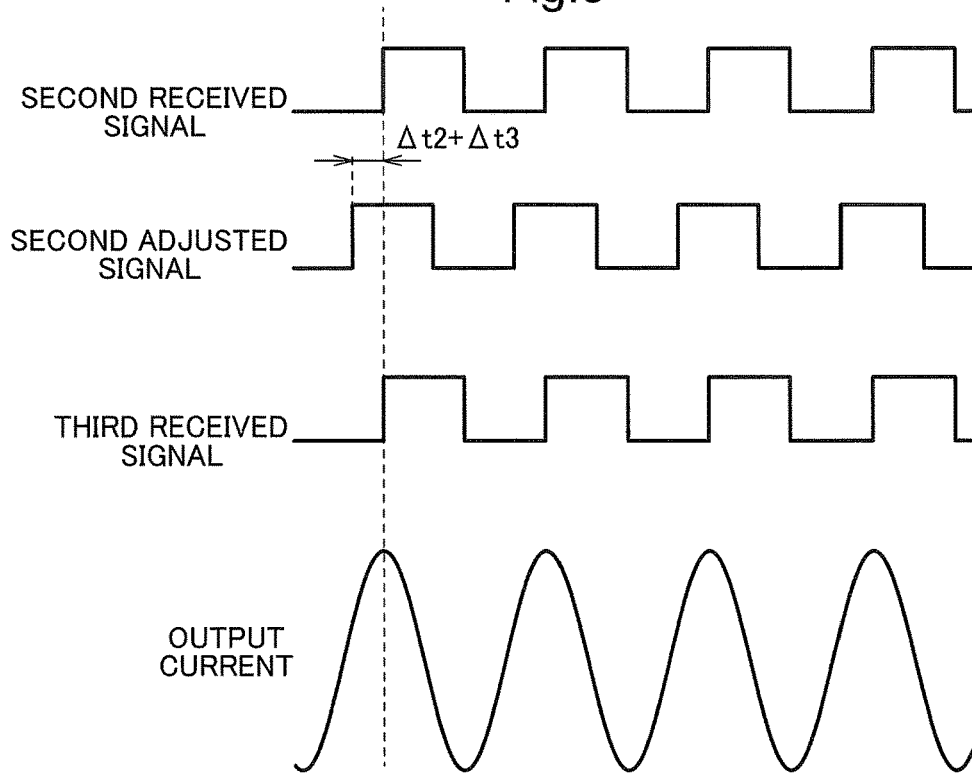 SECOND RECEIVED
SIGNAL
Δt2+Δt3
SECOND ADJUSTED
SIGNAL
THIRD RECEIVED
SIGNAL
OUTPUT
CURRENT